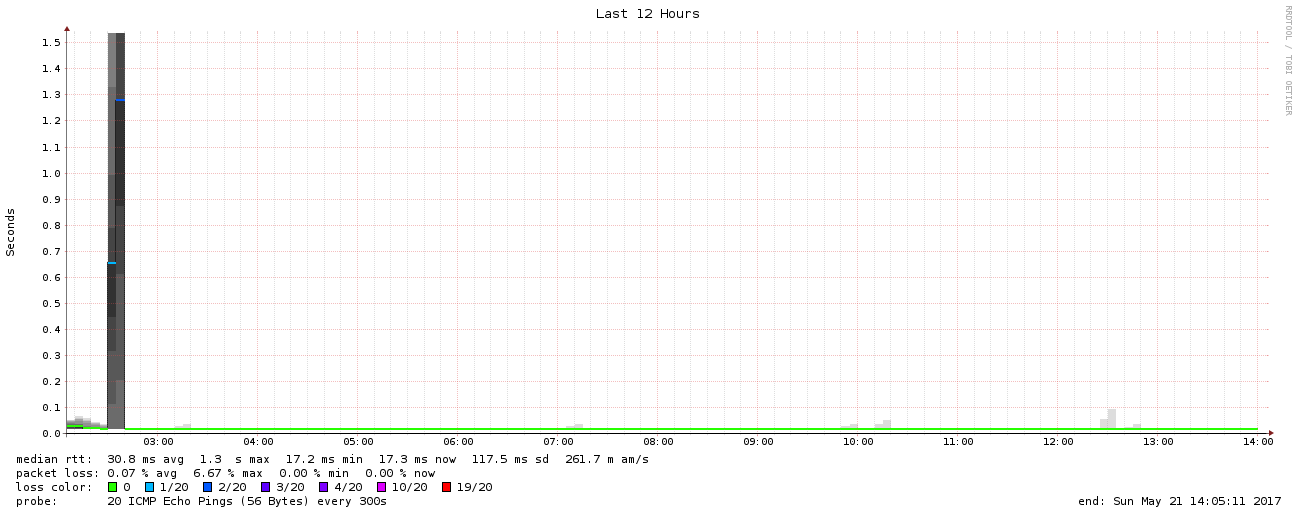 Last 12 Hours
RRDTOOL / TOBI OETIKER
Seconds
1.5
1.4
1.3
1.2
1.1
1.0
0.9
0.8
0.7
0.6
0.5
0.4
0.3
0.2
0.1
0.0
03:00 04:00 05:00 06:00 07:00 08:00 09:00 10:00 11:00 12:00 13:00 14:00
median rtt: 30.8 ms avg 1.3 s max 17.2 ms min 17.3 ms now 117.5 ms sd 261.7 m am/s
packet loss: 0.07 % avg 6.67 % max 0.00 % min 0.00 % now
loss color: 0 1/20 2/20 3/20 4/20 10/20 19/20
probe: 20 ICMP Echo Pings (56 Bytes) every 300s
end: Sun May 21 14:05:11 2017